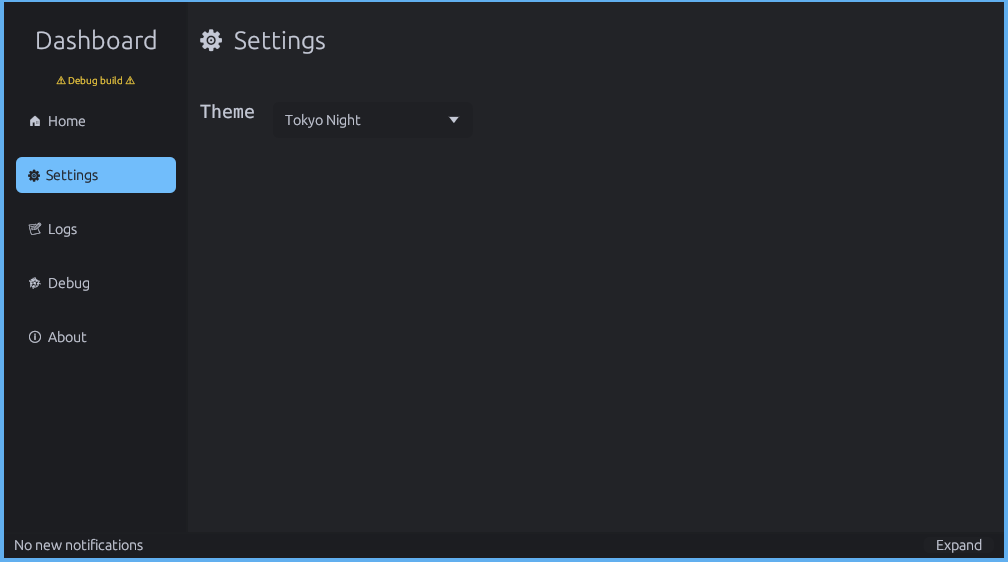 Dashboard
⚠ Debug build ⚠
Home
Settings
Logs
Debug
About
Settings
Theme
Tokyo Night
No new notifications
Expand